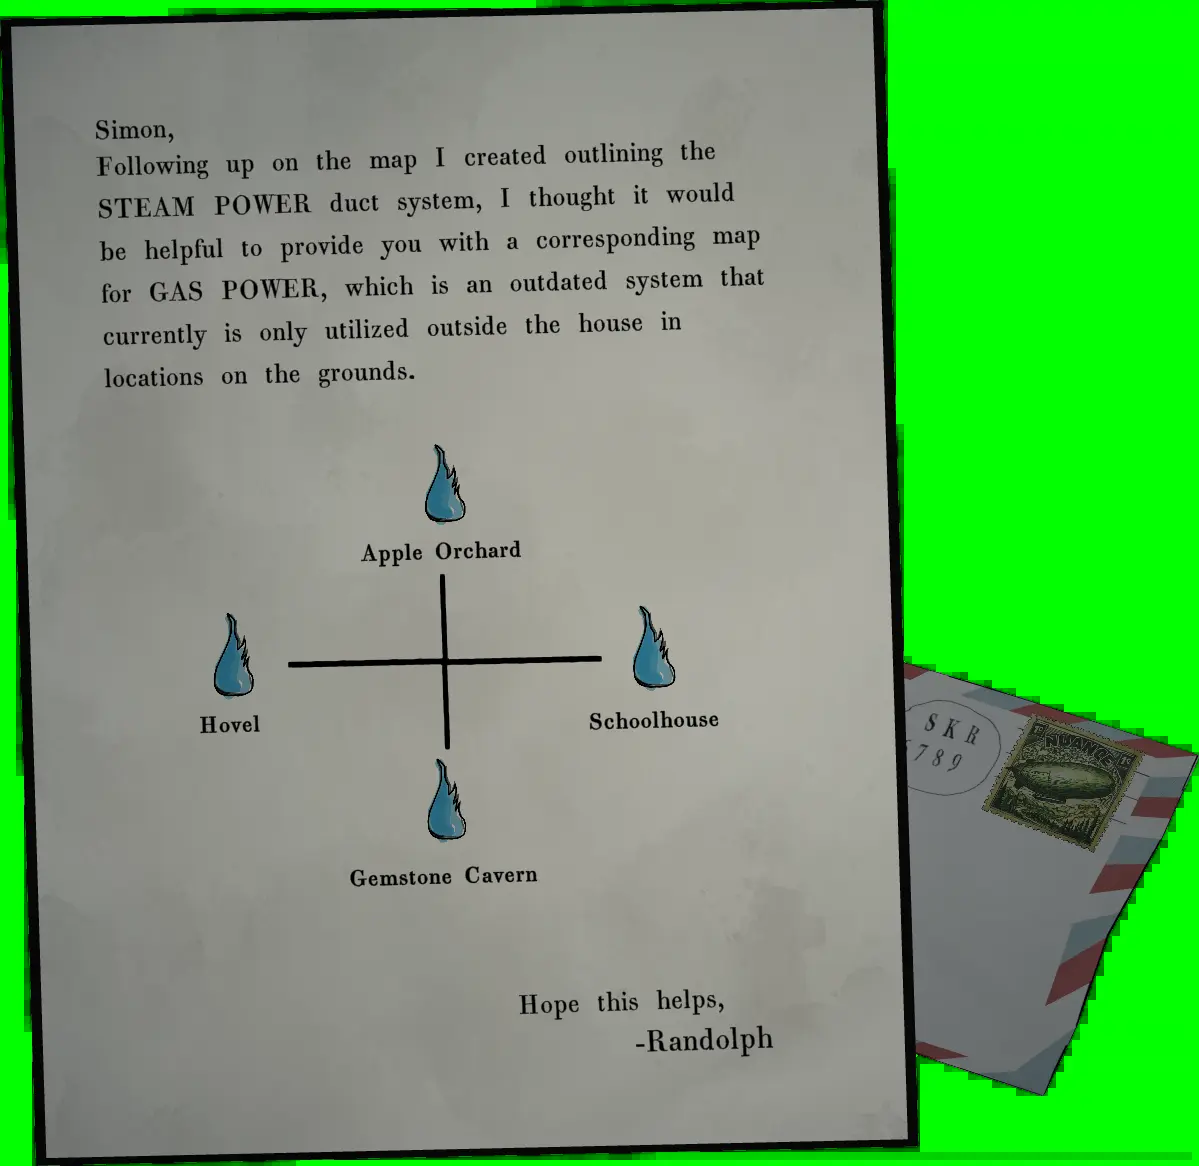 Simon,
Following up on the map I created outlining the
STEAM POWER duct system, I thought it would
be helpful to provide you with a corresponding map
for GAS POWER, which is an outdated system that
currently is only utilized outside the house in
locations on the grounds.
Apple Orchard
Hovel
Schoolhouse
Gemstone Cavern
Hope this helps,
-Randolph
SKR
789
NUANCE